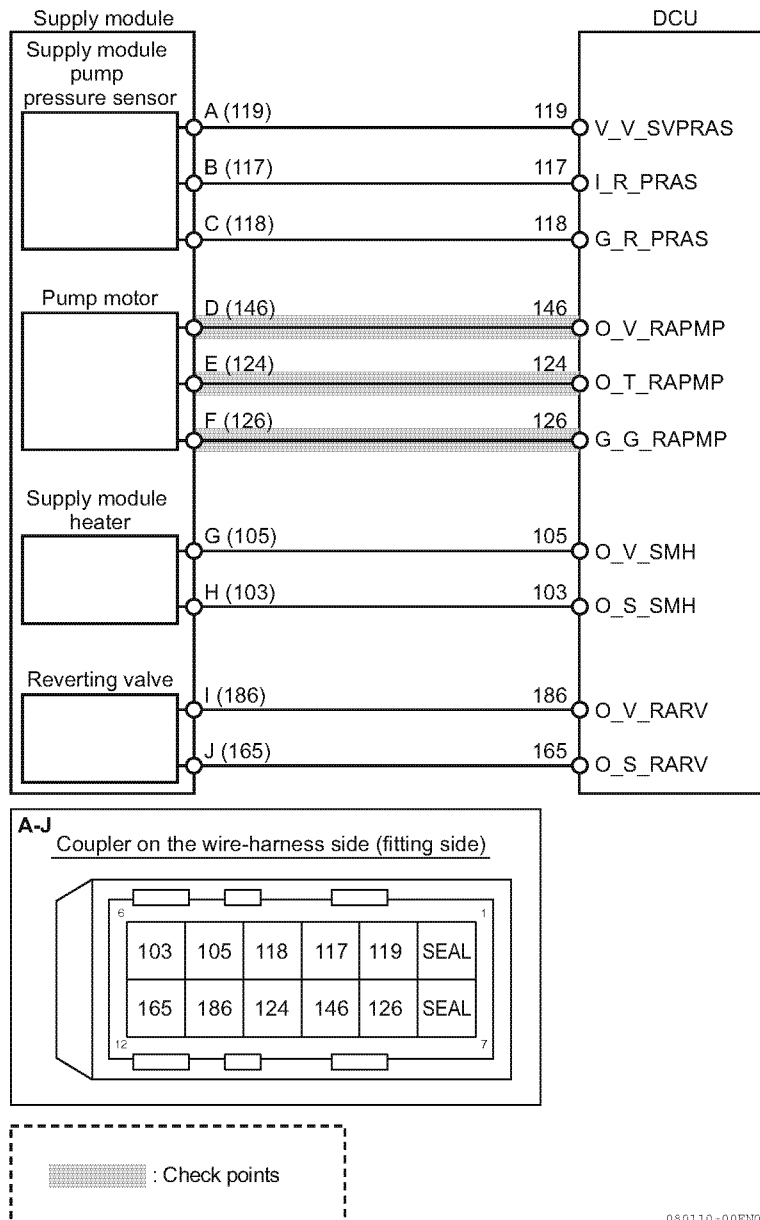 Supply module
DCU
Supply module
pump
pressure sensor
A (119) 119 V_V_SVPRAS
B (117) 117 I_R_PRAS
C (118) 118 G_R_PRAS
Pump motor
D (146) 146 O_V_RAPMP
E (124) 124 O_T_RAPMP
F (126) 126 G_G_RAPMP
Supply module
heater
G (105) 105 O_V_SMH
H (103) 103 O_S_SMH
Reverting valve
I (186) 186 O_V_RARV
J (165) 165 O_S_RARV
A-J
Coupler on the wire-harness side (fitting side)
6 1
103 105 118 117 119 SEAL
165 186 124 146 126 SEAL
12 7
: Check points